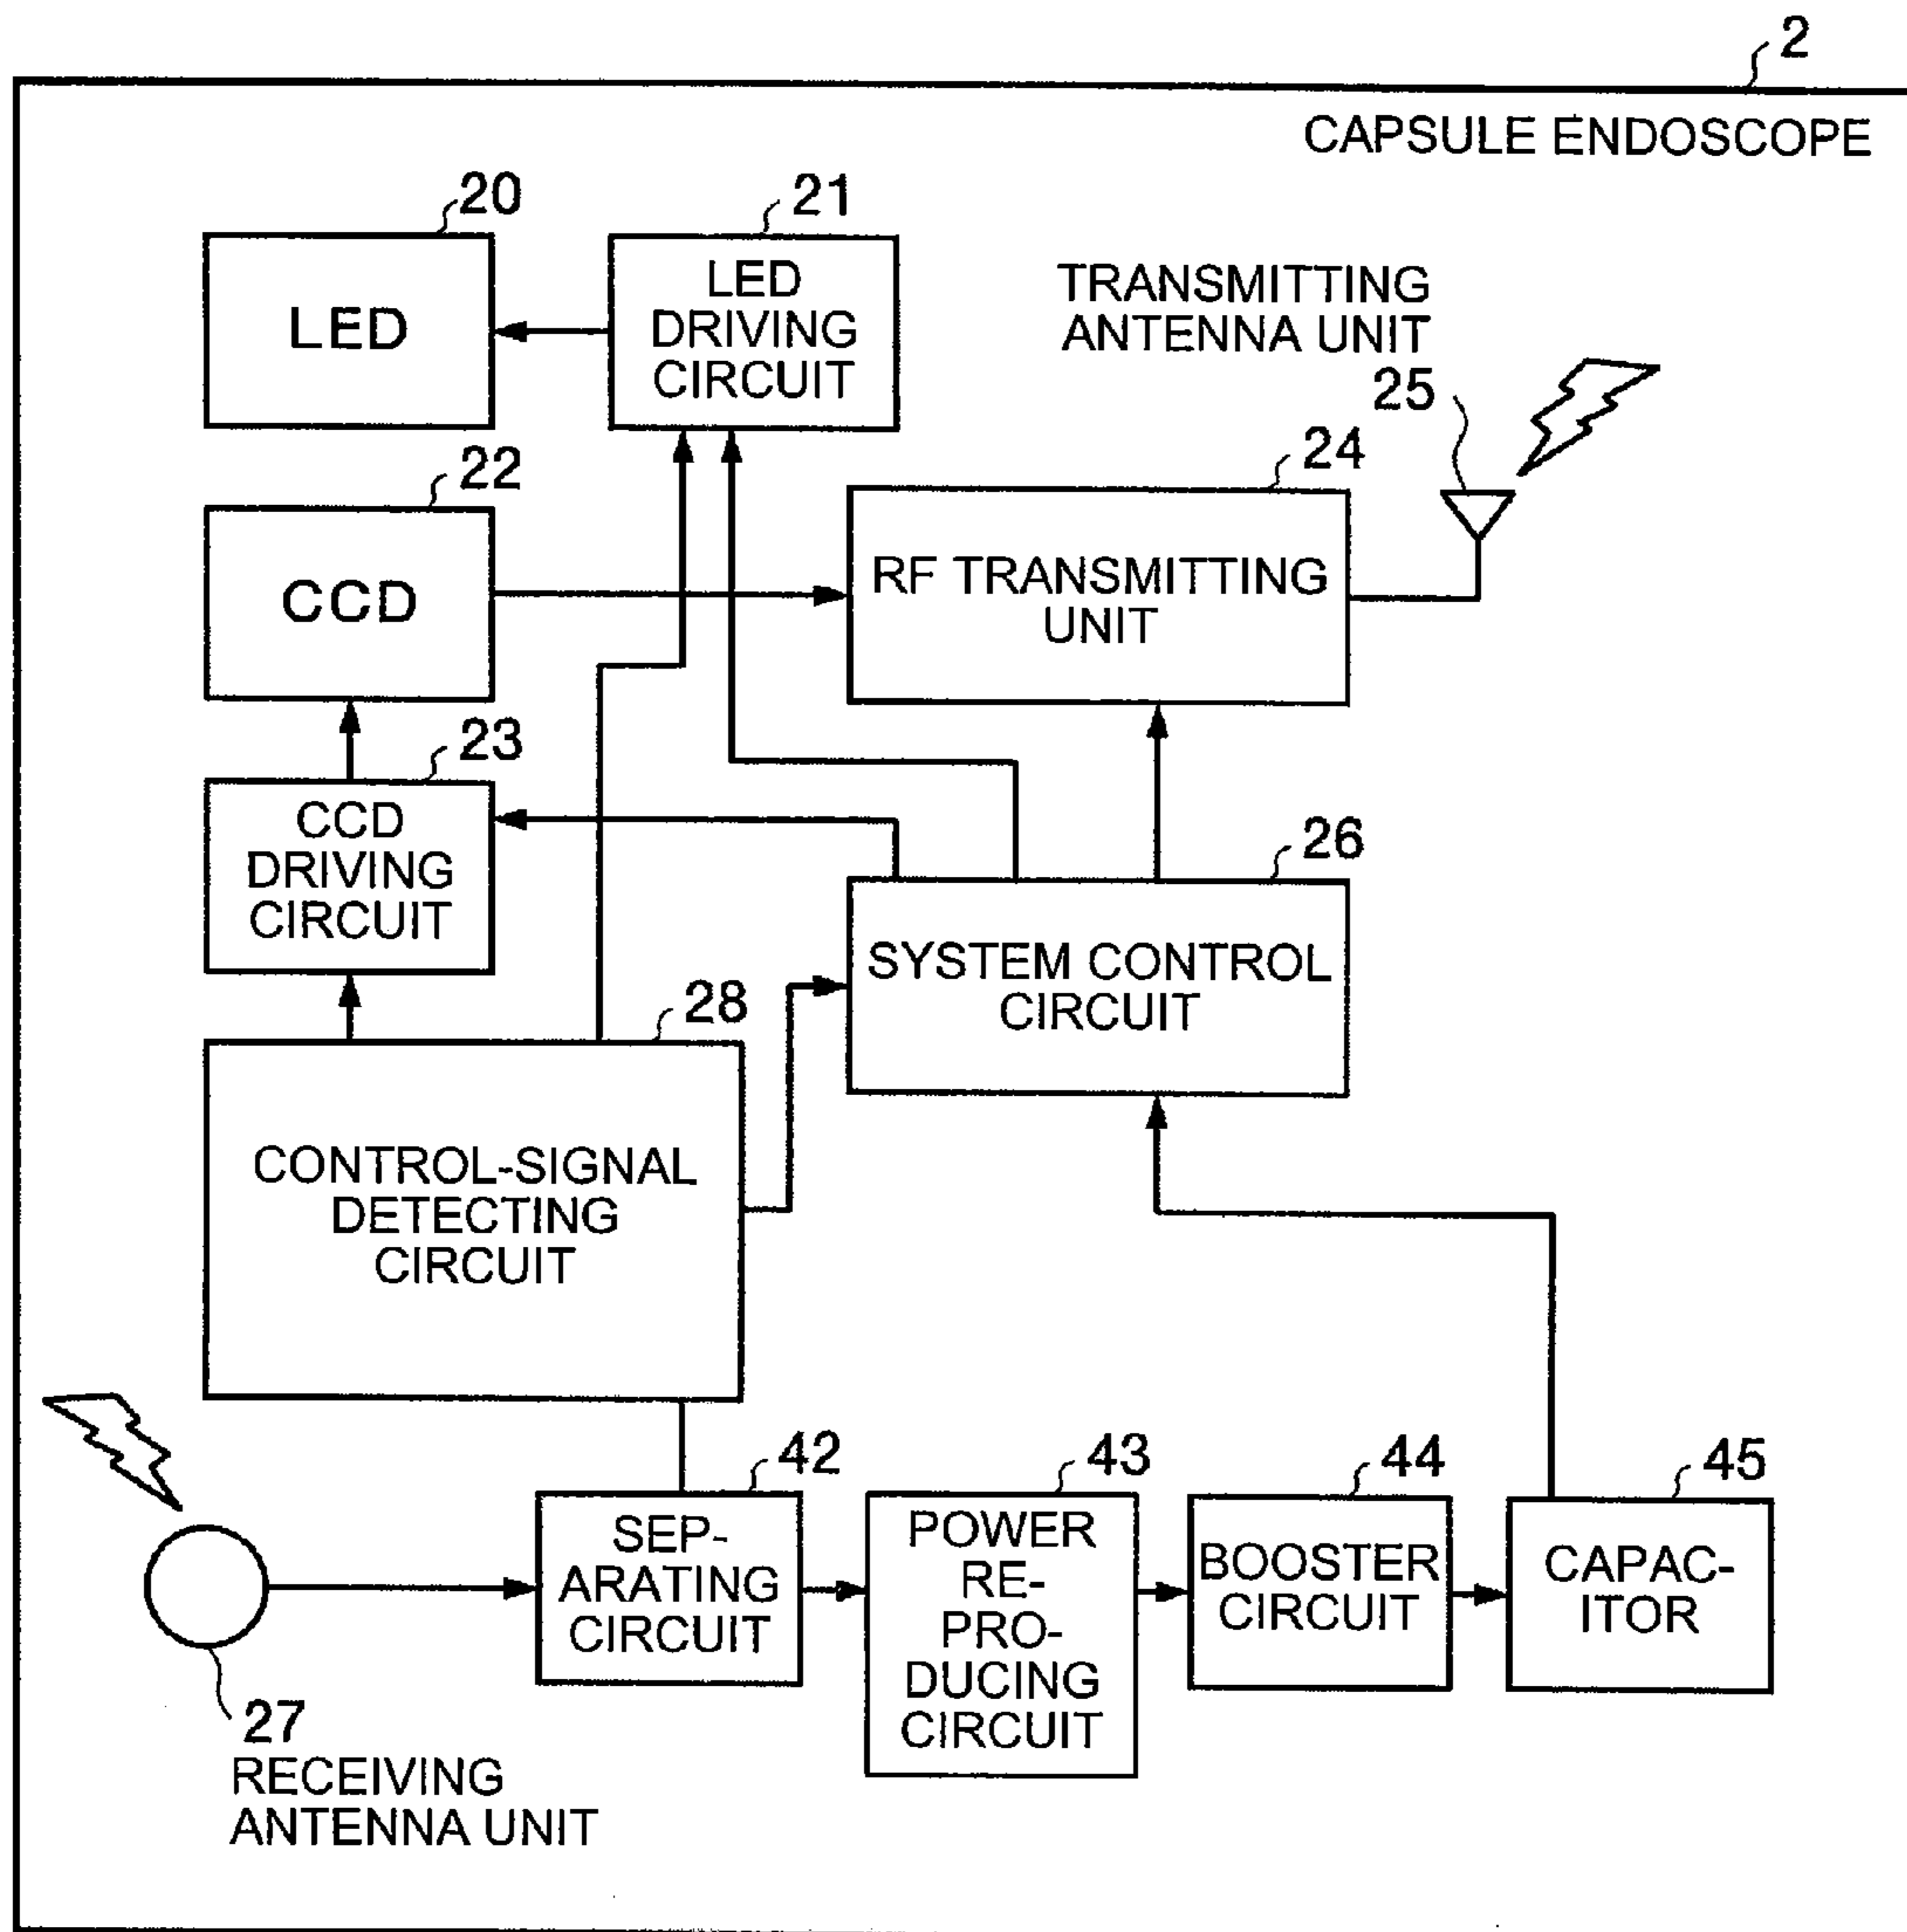 2
CAPSULE ENDOSCOPE
20
LED
21
LED
DRIVING
CIRCUIT
TRANSMITTING
ANTENNA UNIT
25
22
CCD
24
RF TRANSMITTING
UNIT
23
CCD
DRIVING
CIRCUIT
26
SYSTEM CONTROL
CIRCUIT
28
CONTROL-SIGNAL
DETECTING
CIRCUIT
27
RECEIVING
ANTENNA UNIT
42
SEP-
ARATING
CIRCUIT
43
POWER
RE-
PRO-
DUCING
CIRCUIT
44
BOOSTER
CIRCUIT
45
CAPAC-
ITOR